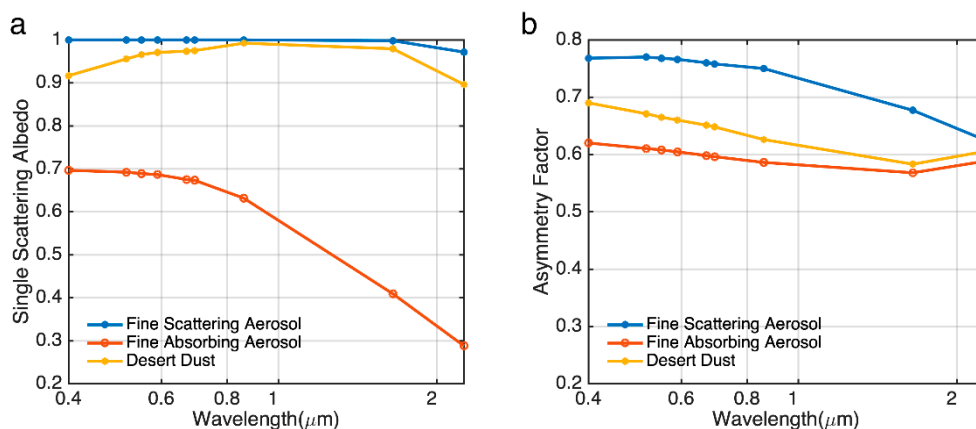 a
Single Scattering Albedo
1
0.9
0.8
0.7
0.6
0.5
0.4
0.3
0.2
Fine Scattering Aerosol
Fine Absorbing Aerosol
Desert Dust
0.4
0.6
0.8
1
2
Wavelength(μm)
b
Asymmetry Factor
0.8
0.7
0.6
0.5
0.4
0.3
0.2
Fine Scattering Aerosol
Fine Absorbing Aerosol
Desert Dust
0.4
0.6
0.8
1
2
Wavelength(μm)